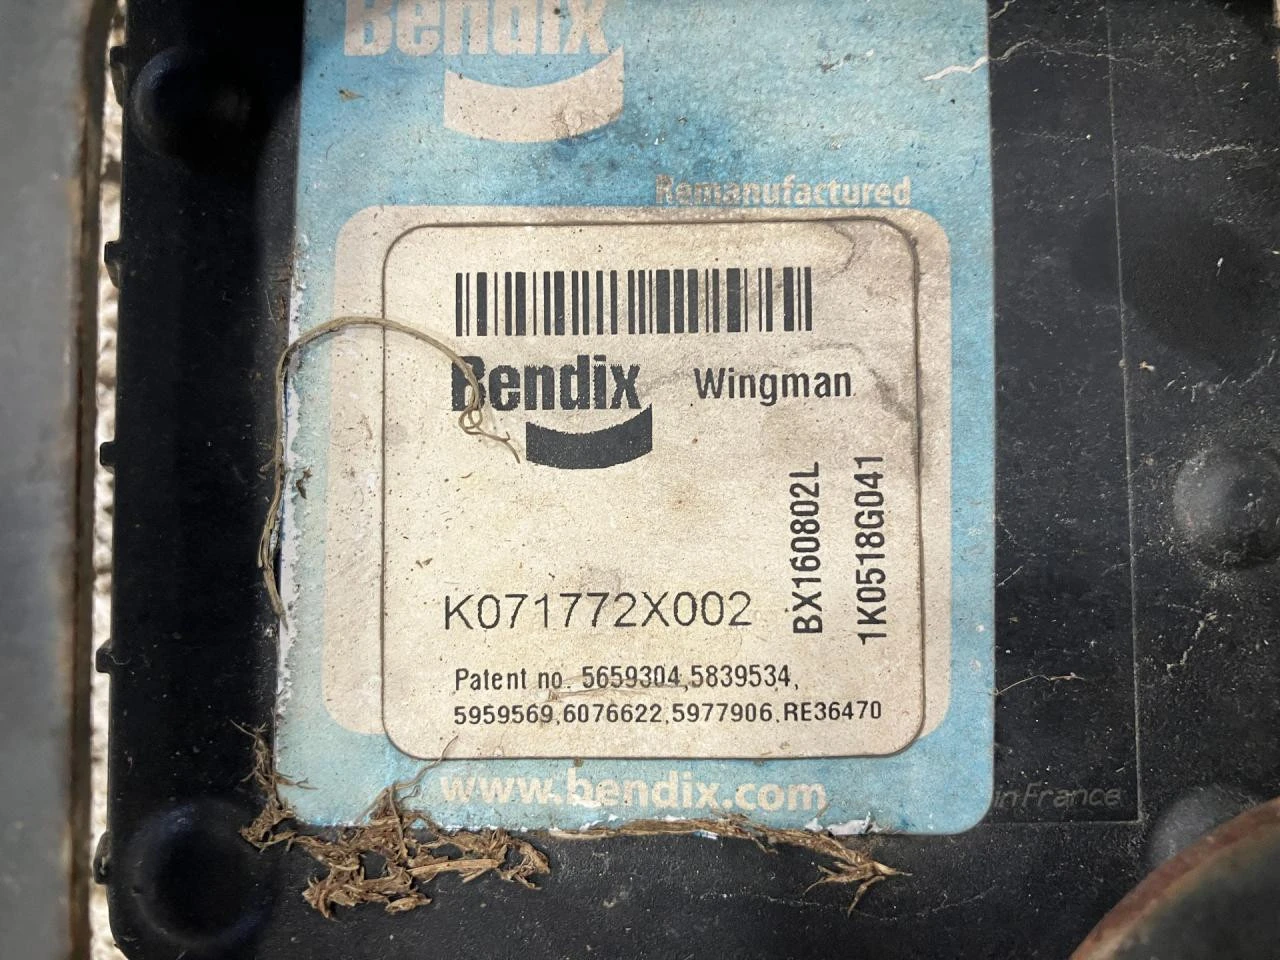 Bendix
Remanufactured
Bendix
Wingman
BX160802L
1K0518G041
K071772X002
Patent no. 5659304,5839534,
5959569,6076622,5977906,RE36470
www.bendix.com
in France